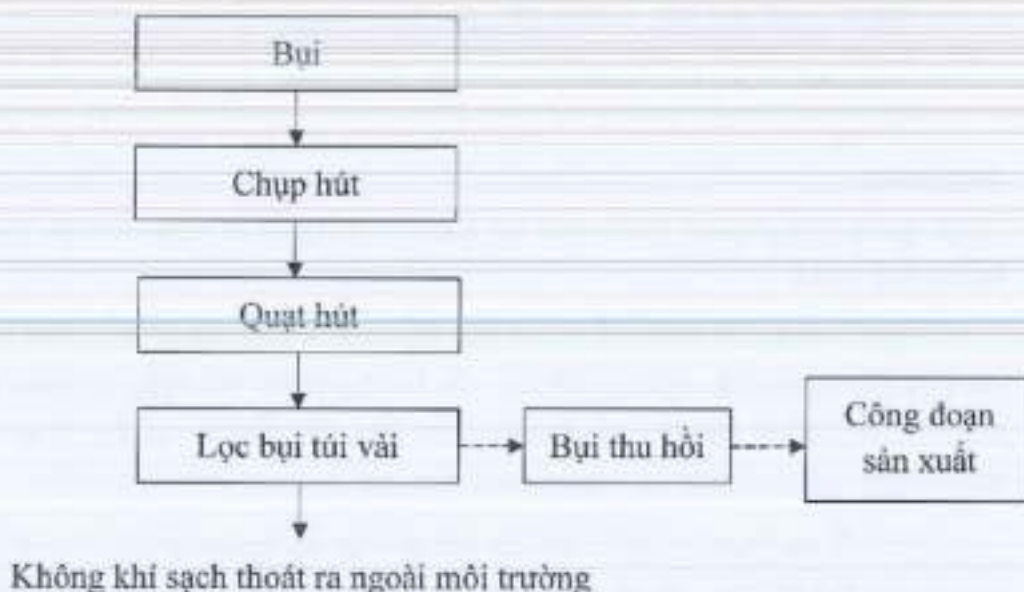 Bụi
Chụp hút
Quạt hút
Lọc bụi túi vải
Bụi thu hồi
Công đoạn
sản xuất
Không khí sạch thoát ra ngoài môi trường